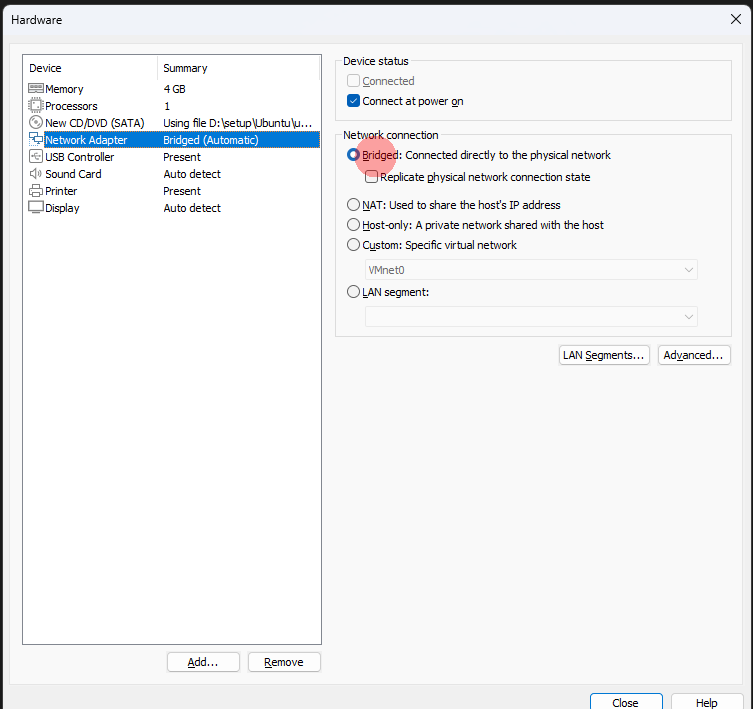 Hardware
Device Summary
Memory 4 GB
Processors 1
New CD/DVD (SATA) Using file D:\setup\Ubuntu\u...
Network Adapter Bridged (Automatic)
USB Controller Present
Sound Card Auto detect
Printer Present
Display Auto detect
Add...
Remove
Device status
Connected
Connect at power on
Network connection
Bridged: Connected directly to the physical network
Replicate physical network connection state
NAT: Used to share the host's IP address
Host-only: A private network shared with the host
Custom: Specific virtual network
VMnet0
LAN segment:
LAN Segments...
Advanced...
Close
Help